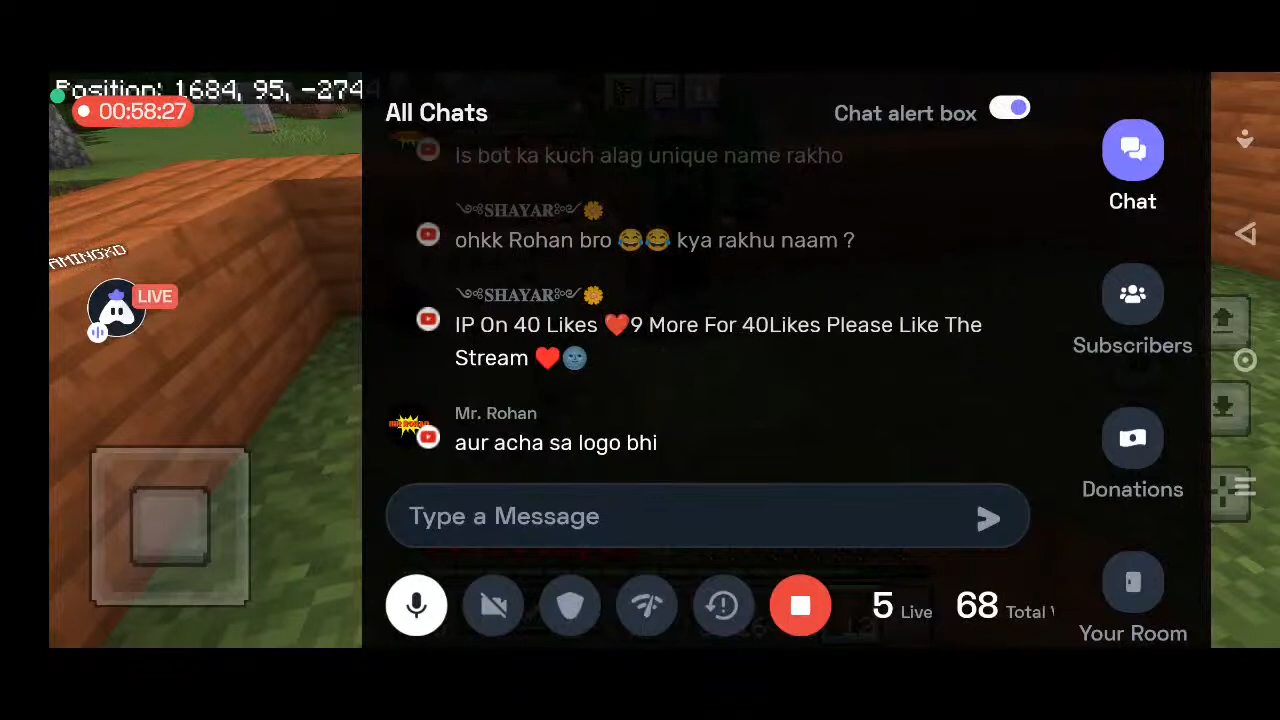 Position: 1684, 95, -274
00:58:27
All Chats
Chat alert box
Is bot ka kuch alag unique name rakho
Chat
༺SHAYAR༻🌼
ohkk Rohan bro 😂😂 kya rakhu naam ?
AMINGXD
LIVE
༺SHAYAR༻🌼
IP On 40 Likes ❤️9 More For 40Likes Please Like The
Stream ❤️🌚
Subscribers
Mr. Rohan
aur acha sa logo bhi
Donations
Type a Message
5 Live 68 Total
Your Room